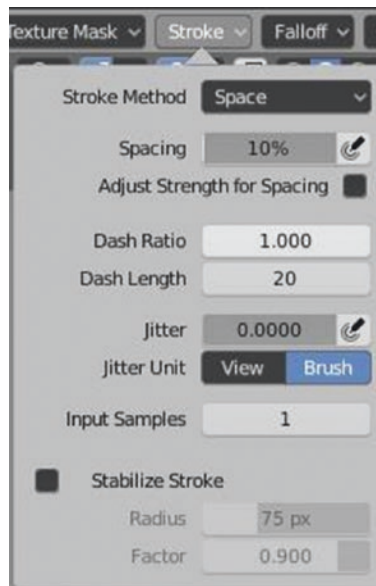 Texture Mask Stroke Falloff
Stroke Method Space
Spacing 10%
Adjust Strength for Spacing
Dash Ratio 1.000
Dash Length 20
Jitter 0.0000
Jitter Unit View Brush
Input Samples 1
Stabilize Stroke
Radius 75 px
Factor 0.900